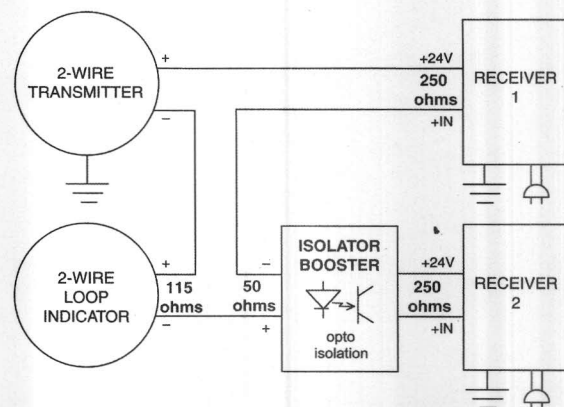 2-WIRE
TRANSMITTER
+
–
+24V
250
ohms
+IN
RECEIVER
1
2-WIRE
LOOP
INDICATOR
+
–
115
ohms
50
ohms
–
+
ISOLATOR
BOOSTER
opto
isolation
+24V
250
ohms
+IN
RECEIVER
2